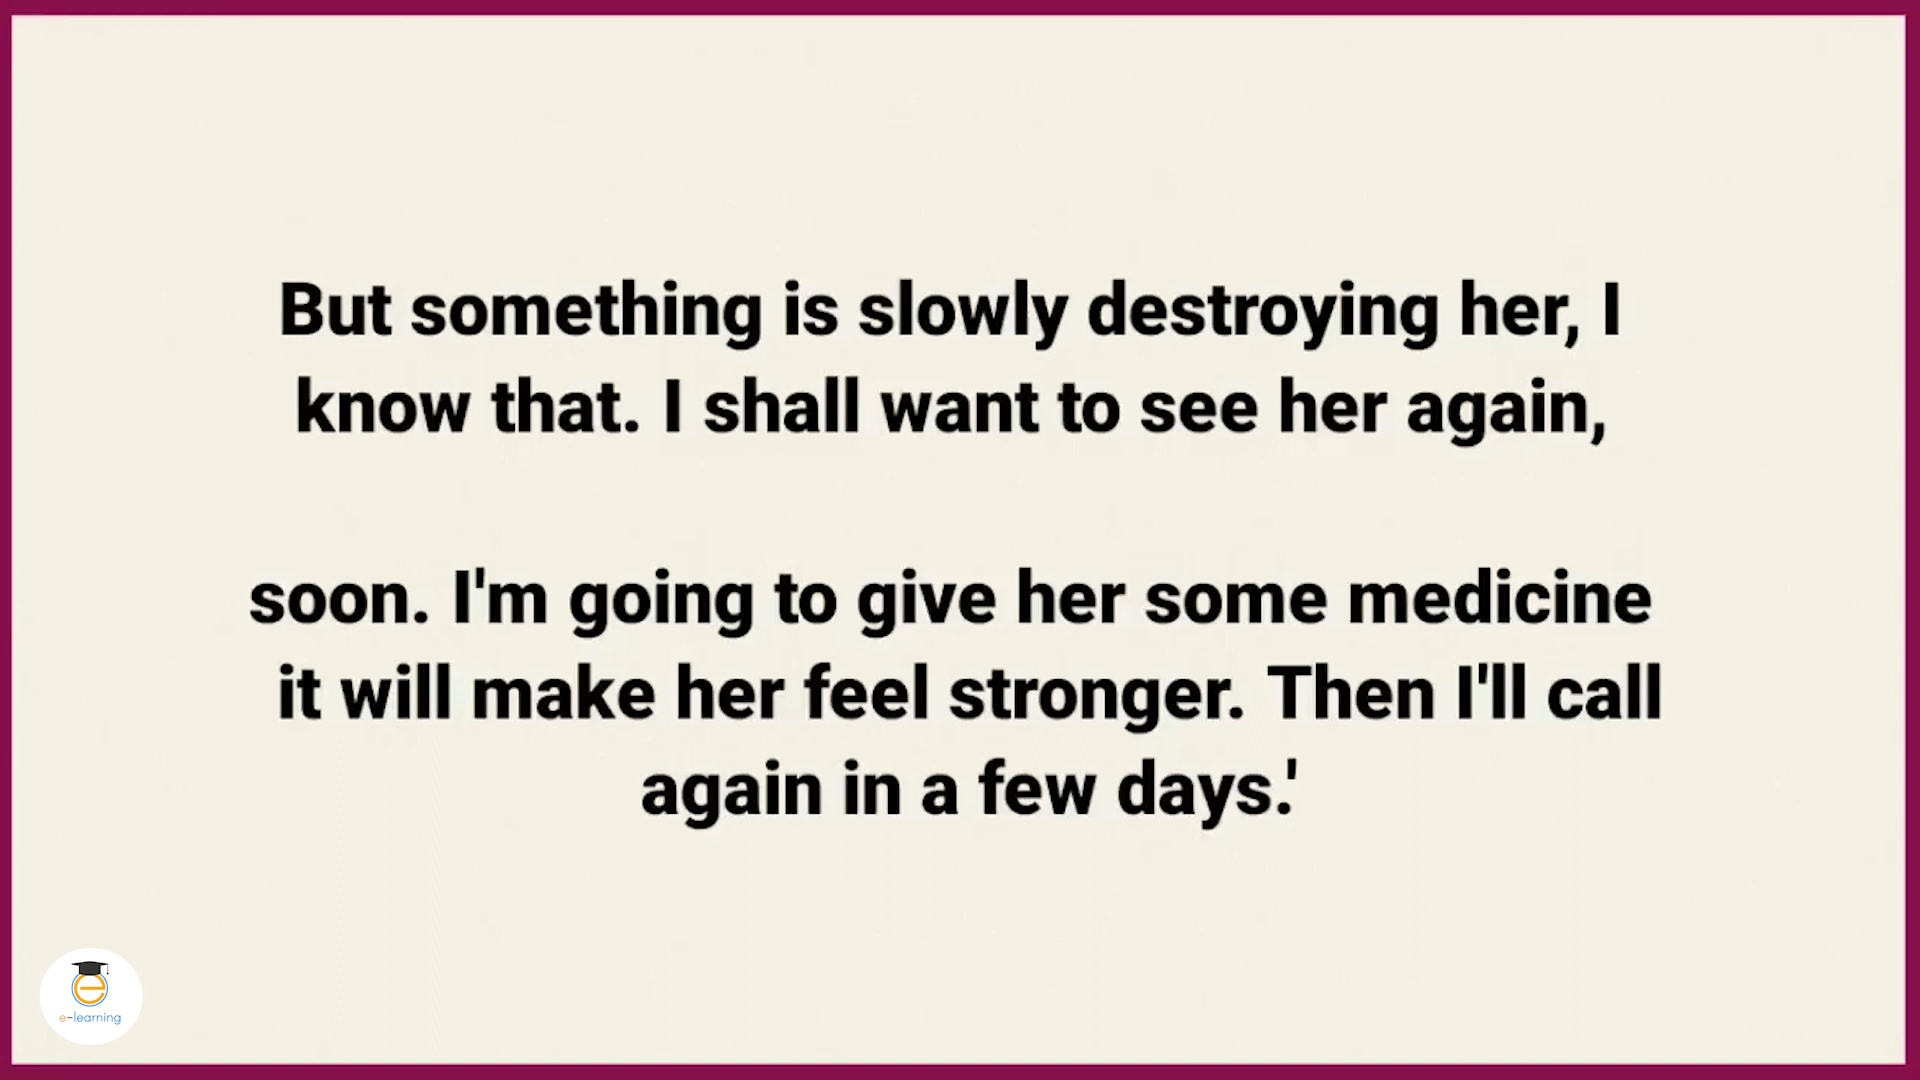 But something is slowly destroying her, I
know that. I shall want to see her again,
soon. I'm going to give her some medicine
it will make her feel stronger. Then I'll call
again in a few days.'
e-learning